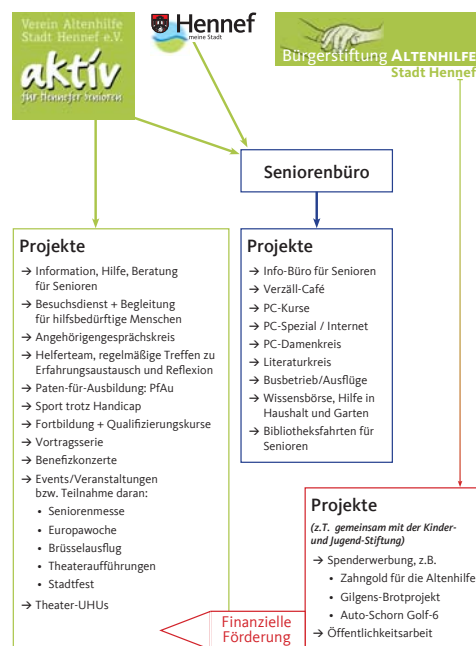 Verein Altenhilfe
Stadt Hennef e.V.
aktiv
für Hennefer Senioren
Hennef
meine Stadt
Bürgerstiftung ALTENHILFE
Stadt Hennef
Seniorenbüro
Projekte
→ Information, Hilfe, Beratung
für Senioren
→ Besuchsdienst + Begleitung
für hilfsbedürftige Menschen
→ Angehörigengesprächskreis
→ Helferteam, regelmäßige Treffen zu
Erfahrungsaustausch und Reflexion
→ Paten-für-Ausbildung: PfAu
→ Sport trotz Handicap
→ Fortbildung + Qualifizierungskurse
→ Vortragsserie
→ Benefizkonzerte
→ Events/Veranstaltungen
bzw. Teilnahme daran:
• Seniorenmesse
• Europawoche
• Brüsselausflug
• Theateraufführungen
• Stadtfest
→ Theater-UHUs
Projekte
→ Info-Büro für Senioren
→ Verzäll-Café
→ PC-Kurse
→ PC-Spezial / Internet
→ PC-Damenkreis
→ Literaturkreis
→ Busbetrieb/Ausflüge
→ Wissensbörse, Hilfe in
Haushalt und Garten
→ Bibliotheksfahrten für
Senioren
Projekte
(z.T. gemeinsam mit der Kinder-
und Jugend-Stiftung)
→ Spenderwerbung, z.B.
• Zahngold für die Altenhilfe
• Gilgens-Brotprojekt
• Auto-Schorn Golf-6
→ Öffentlichkeitsarbeit
Finanzielle
Förderung